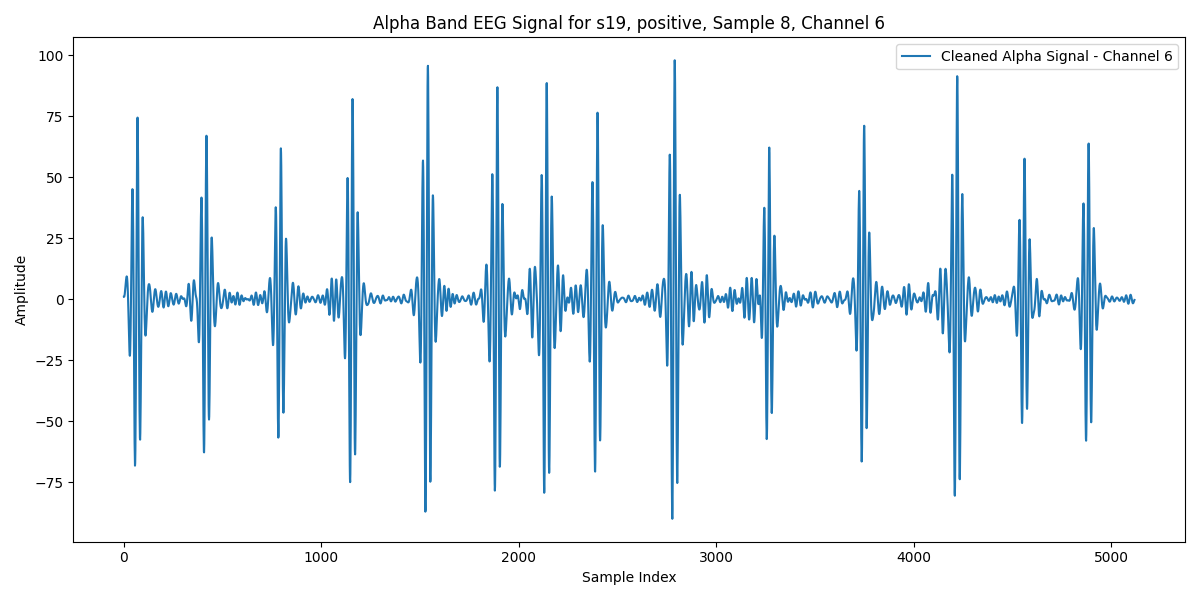 Alpha Band EEG Signal for s19, positive, Sample 8, Channel 6
Cleaned Alpha Signal - Channel 6
100
75
50
25
0
−25
−50
−75
Amplitude
0 1000 2000 3000 4000 5000
Sample Index